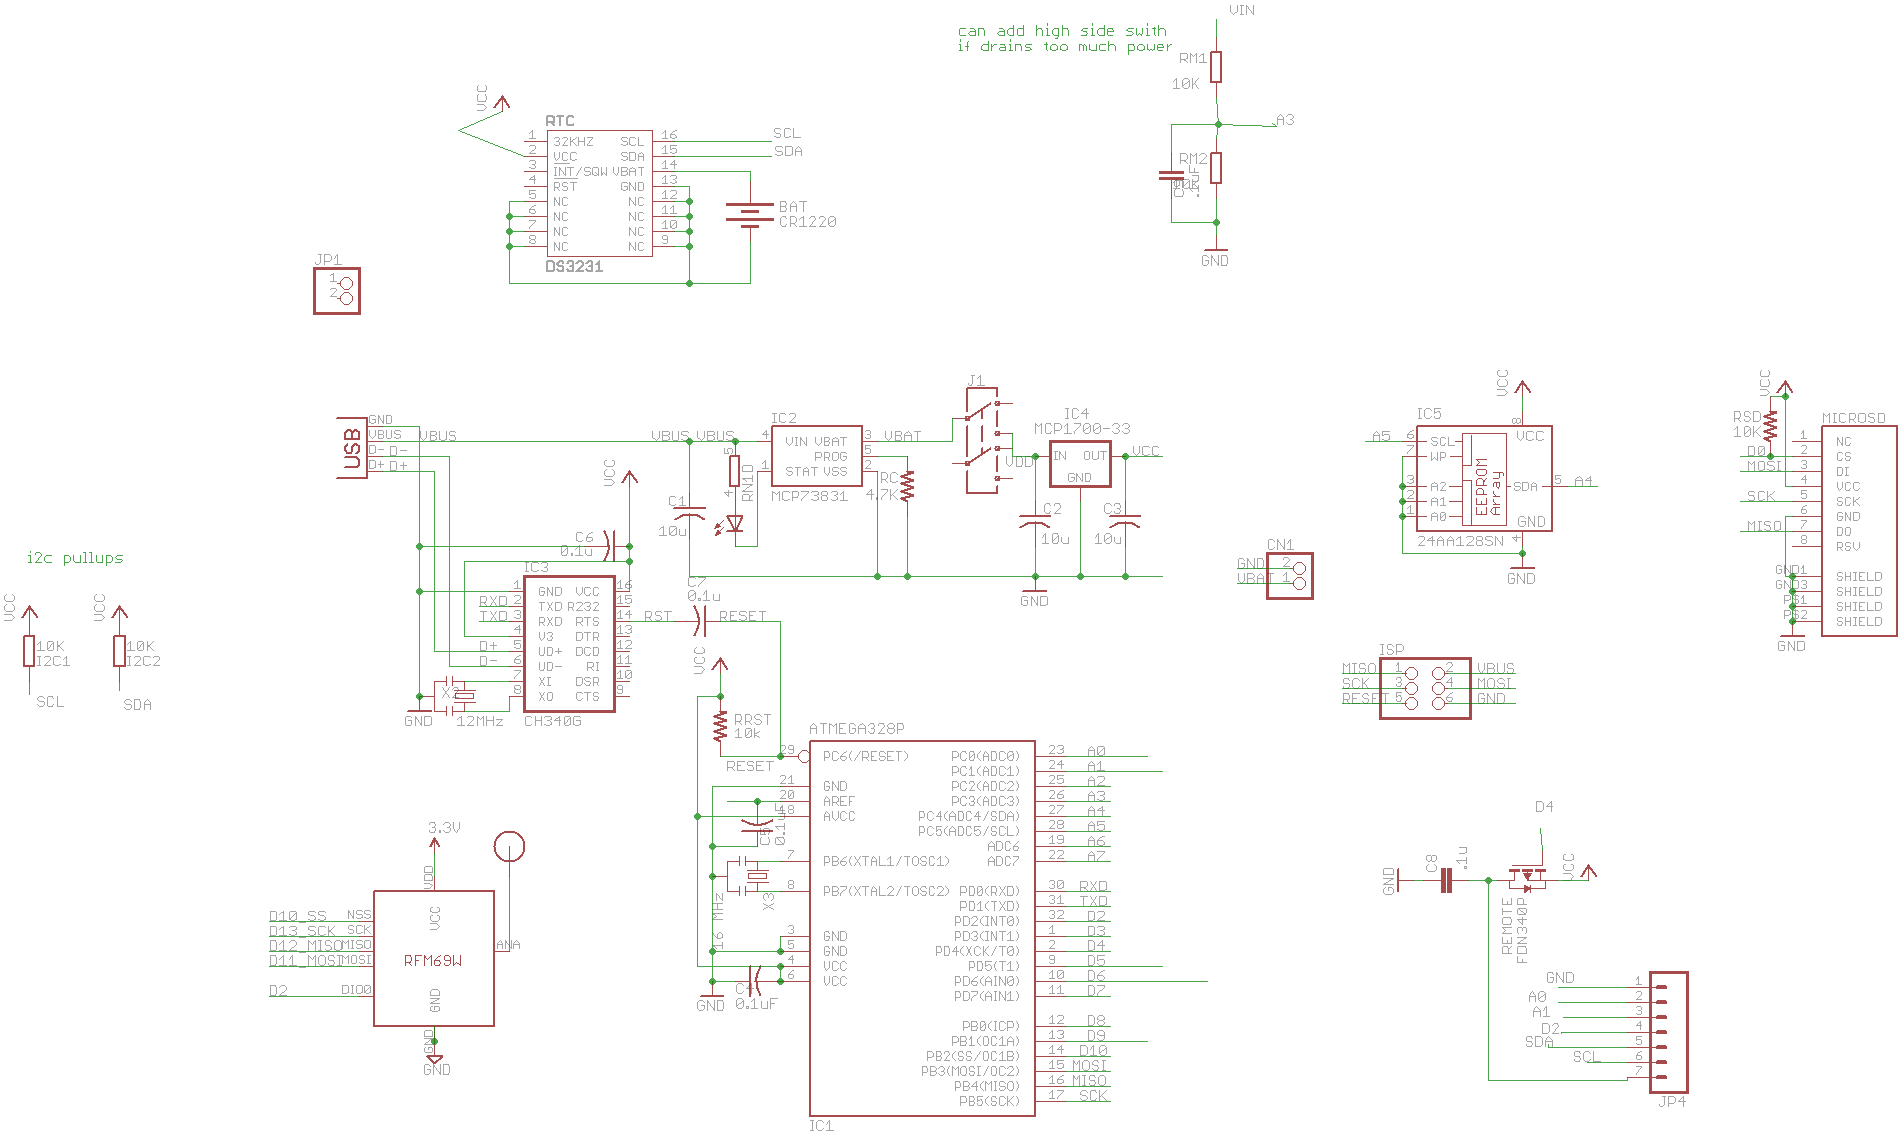 VIN
can add high side swith
if drains too much power
RM1
10K
A3
RM2
GND
VCC
RTC
1 32KHZ SCL 16 SCL
2 VCC SDA 15 SDA
3 INT/SQW VBAT 14
4 RST GND 13
5 NC NC 12
6 NC NC 11
7 NC NC 10
8 NC NC 9
DS3231
BAT
CR1220
JP1
1
2
USB
GND
VBUS VBUS
D- D-
D+ D+
VBUS VBUS
IC2
4 VIN VBAT 3 VBAT
PROG 5
1 STAT VSS 2
MCP73831
5
4
RN1D
RC
4.7K
C1
10u
J1
VDD
IC4
MCP1700-33
IN OUT
GND
VCC
C2
10u
C3
10u
GND
VCC
C6
0.1u
IC3
1 GND VCC 16
RXD 2 TXD R232 15
TXD 3 RXD RTS 14 RST
4 V3 DTR 13
D+ 5 UD+ DCD 12
D- 6 UD- RI 11
7 XI DSR 10
8 XO CTS 9
CH340G
X2
12MHz
GND
C7
0.1u
RESET
i2c pullups
VCC
10K
I2C1
SCL
VCC
10K
I2C2
SDA
VCC
IC5
A5 6 SCL VCC 8
7 WP
3 A2 SDA 5 A4
2 A1
1 A0 GND 4
EEPROM
Array
24AA128SN
GND
VCC
RSD
10K
MICROSD
1 NC
D0 2 CS
MOSI 3 DI
4 VCC
SCK 5 SCK
6 GND
MISO 7 DO
8 RSV
GND1 SHIELD
GND3 SHIELD
PS1 SHIELD
PS2 SHIELD
GND
CN1
GND 2
VBAT 1
ISP
MISO 1 2 VBUS
SCK 3 4 MOSI
RESET 5 6 GND
VCC
RRST
10k
RESET
ATMEGA328P
29 PC6(/RESET) PC0(ADC0) 23 A0
PC1(ADC1) 24 A1
21 GND PC2(ADC2) 25 A2
20 AREF PC3(ADC3) 26 A3
18 AVCC PC4(ADC4/SDA) 27 A4
PC5(ADC5/SCL) 28 A5
ADC6 19 A6
7 PB6(XTAL1/TOSC1) ADC7 22 A7
8 PB7(XTAL2/TOSC2) PD0(RXD) 30 RXD
PD1(TXD) 31 TXD
PD2(INT0) 32 D2
3 GND PD3(INT1) 1 D3
5 GND PD4(XCK/T0) 2 D4
4 VCC PD5(T1) 9 D5
6 VCC PD6(AIN0) 10 D6
PD7(AIN1) 11 D7
PB0(ICP) 12 D8
PB1(OC1A) 13 D9
PB2(SS/OC1B) 14 D10
PB3(MOSI/OC2) 15 MOSI
PB4(MISO) 16 MISO
PB5(SCK) 17 SCK
IC1
C5
0.1uF
16 MHz
X3
C4
0.1uF
GND
3.3V
VDD
VCC
D10_SS NSS
D13_SCK SCK
D12_MISO MISO
D11_MOSI MOSI
D2 DIO0
RFM69W
ANA
GND
GND
GND
D4
GND
C8
.1u
VCC
REMOTE
FDN340P
GND 1
A0 2
A1 3
D2 4
SDA 5
SCL 6
7
JP4